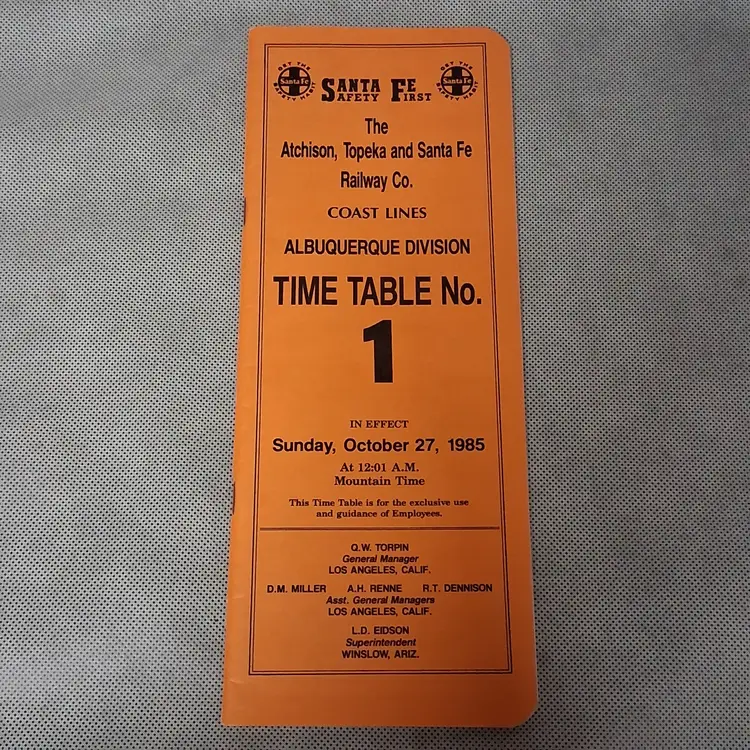 GET THE
Santa Fe
SAFETY HABIT
SANTA FE
SAFETY FIRST
GET THE
Santa Fe
SAFETY HABIT
The
Atchison, Topeka and Santa Fe
Railway Co.
COAST LINES
ALBUQUERQUE DIVISION
TIME TABLE No.
1
IN EFFECT
Sunday, October 27, 1985
At 12:01 A.M.
Mountain Time
This Time Table is for the exclusive use
and guidance of Employees.
Q.W. TORPIN
General Manager
LOS ANGELES, CALIF.
D.M. MILLER A.H. RENNE R.T. DENNISON
Asst. General Managers
LOS ANGELES, CALIF.
L.D. EIDSON
Superintendent
WINSLOW, ARIZ.